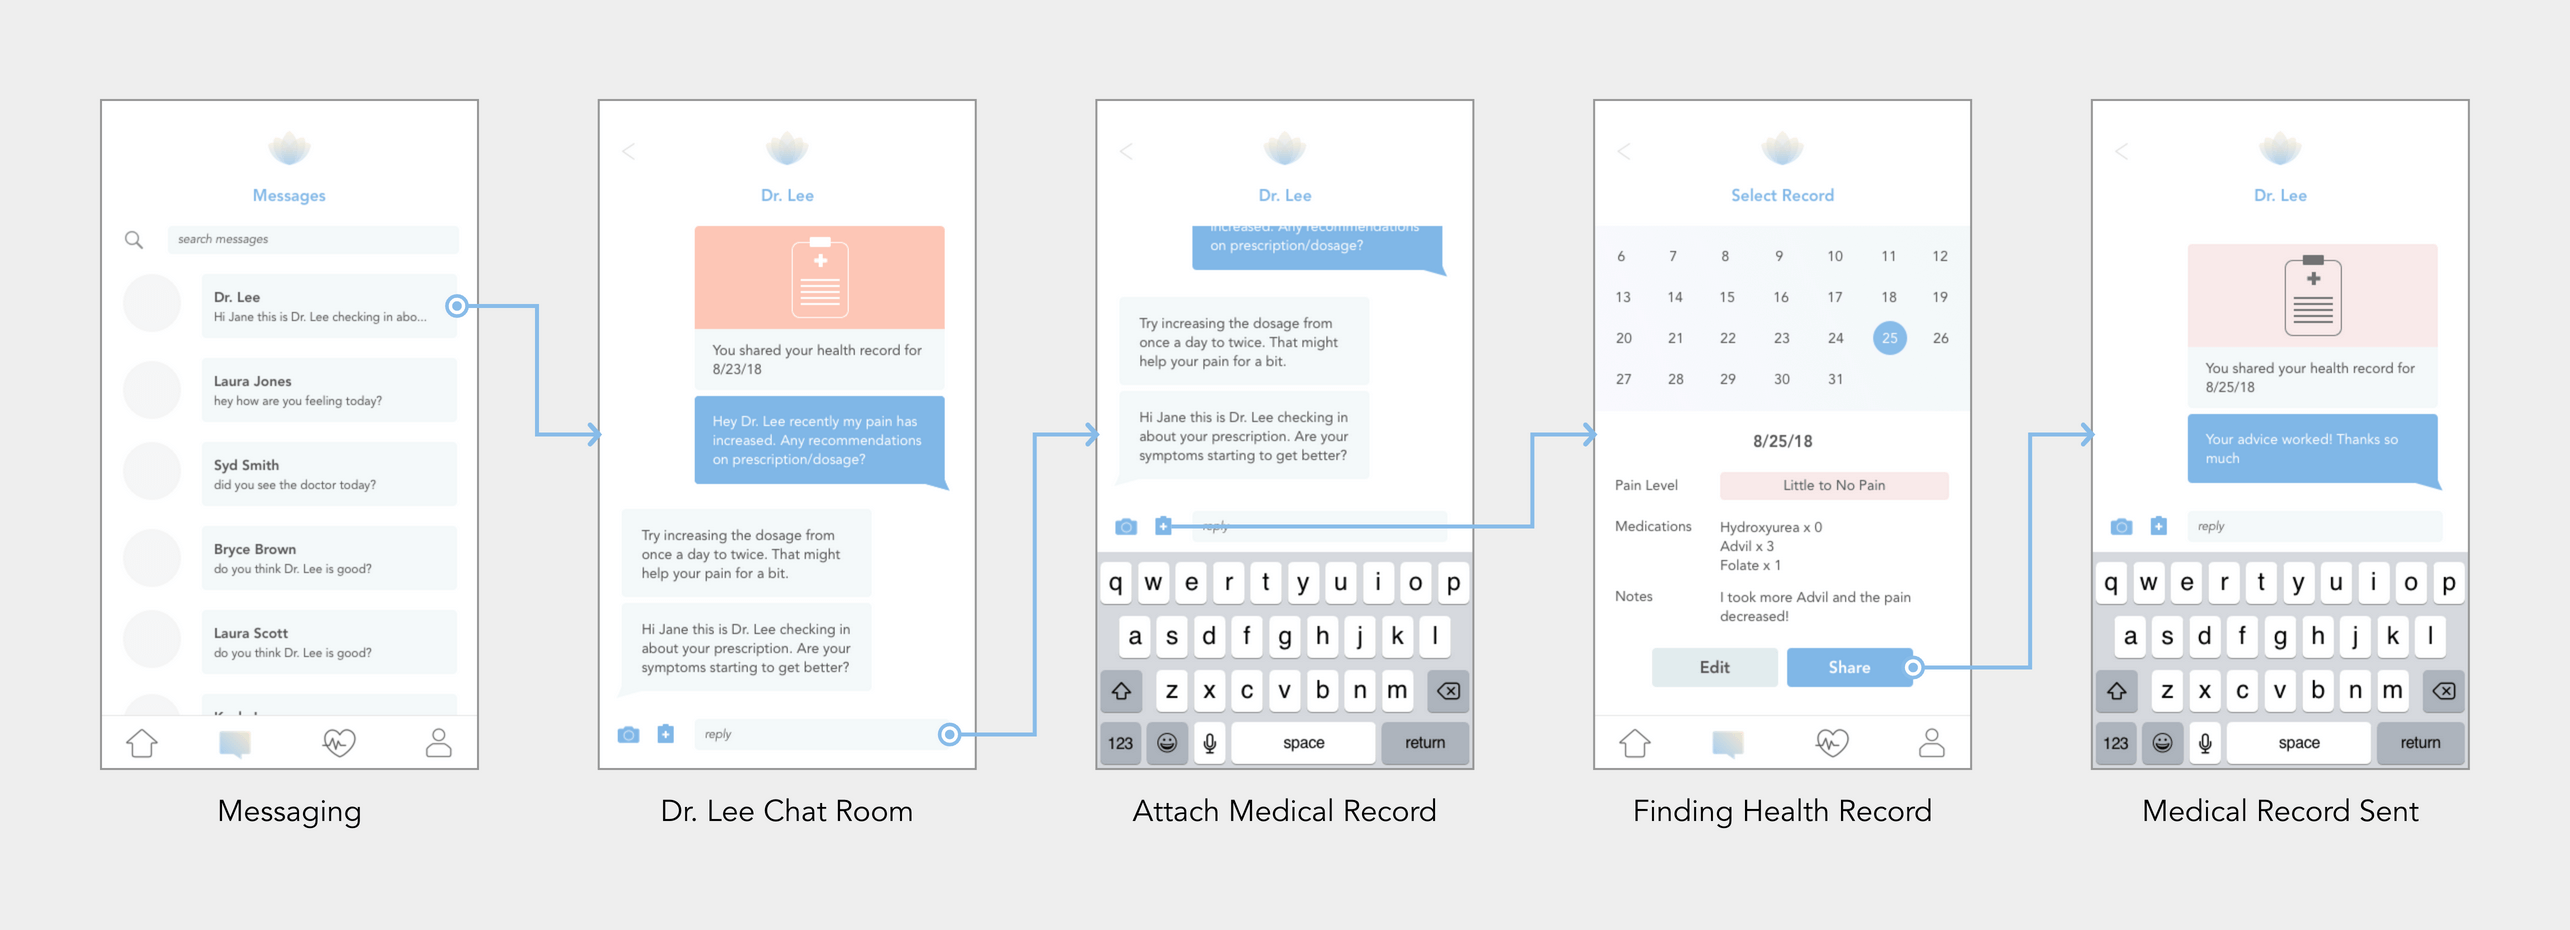 Messages
search messages
Dr. Lee
Hi Jane this is Dr. Lee checking in abo...
Laura Jones
hey how are you feeling today?
Syd Smith
did you see the doctor today?
Bryce Brown
do you think Dr. Lee is good?
Laura Scott
do you think Dr. Lee is good?
Messaging
<
Dr. Lee
You shared your health record for
8/23/18
Hey Dr. Lee recently my pain has
increased. Any recommendations
on prescription/dosage?
Try increasing the dosage from
once a day to twice. That might
help your pain for a bit.
Hi Jane this is Dr. Lee checking in
about your prescription. Are your
symptoms starting to get better?
reply
Dr. Lee Chat Room
<
Dr. Lee
increased. Any recommendations
on prescription/dosage?
Try increasing the dosage from
once a day to twice. That might
help your pain for a bit.
Hi Jane this is Dr. Lee checking in
about your prescription. Are your
symptoms starting to get better?
reply
q w e r t y u i o p
a s d f g h j k l
z x c v b n m
123 space return
Attach Medical Record
<
Select Record
6 7 8 9 10 11 12
13 14 15 16 17 18 19
20 21 22 23 24 25 26
27 28 29 30 31
8/25/18
Pain Level Little to No Pain
Medications Hydroxyurea x 0
Advil x 3
Folate x 1
Notes I took more Advil and the pain
decreased!
Edit Share
Finding Health Record
<
Dr. Lee
You shared your health record for
8/25/18
Your advice worked! Thanks so
much
reply
q w e r t y u i o p
a s d f g h j k l
z x c v b n m
123 space return
Medical Record Sent